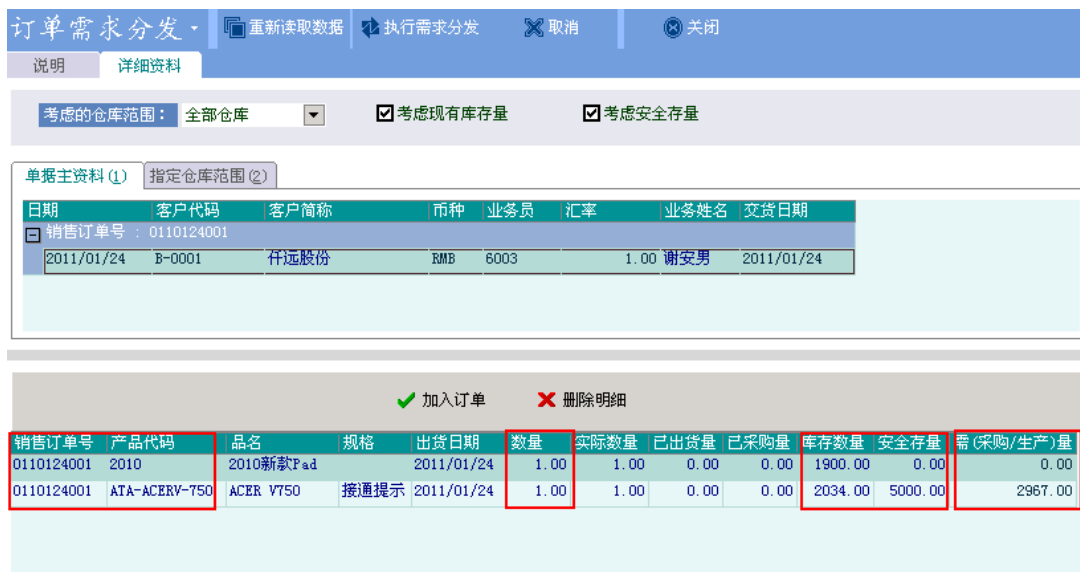 订单需求分发 重新读取数据 执行需求分发 取消 关闭
说明 详细资料
考虑的仓库范围： 全部仓库 考虑现有库存量 考虑安全存量
单据主资料(1) 指定仓库范围(2)
日期 客户代码 客户简称 币种 业务员 汇率 业务姓名 交货日期
销售订单号 : 0110124001
2011/01/24 B-0001 仟远股份 RMB 6003 1.00 谢安男 2011/01/24
加入订单 删除明细
销售订单号 产品代码 品名 规格 出货日期 数量 实际数量 已出货量 已采购量 库存数量 安全存量 需(采购/生产)量
0110124001 2010 2010新款Pad 2011/01/24 1.00 1.00 0.00 0.00 1900.00 0.00 0.00
0110124001 ATA-ACERV-750 ACER V750 接通提示 2011/01/24 1.00 1.00 0.00 0.00 2034.00 5000.00 2967.00